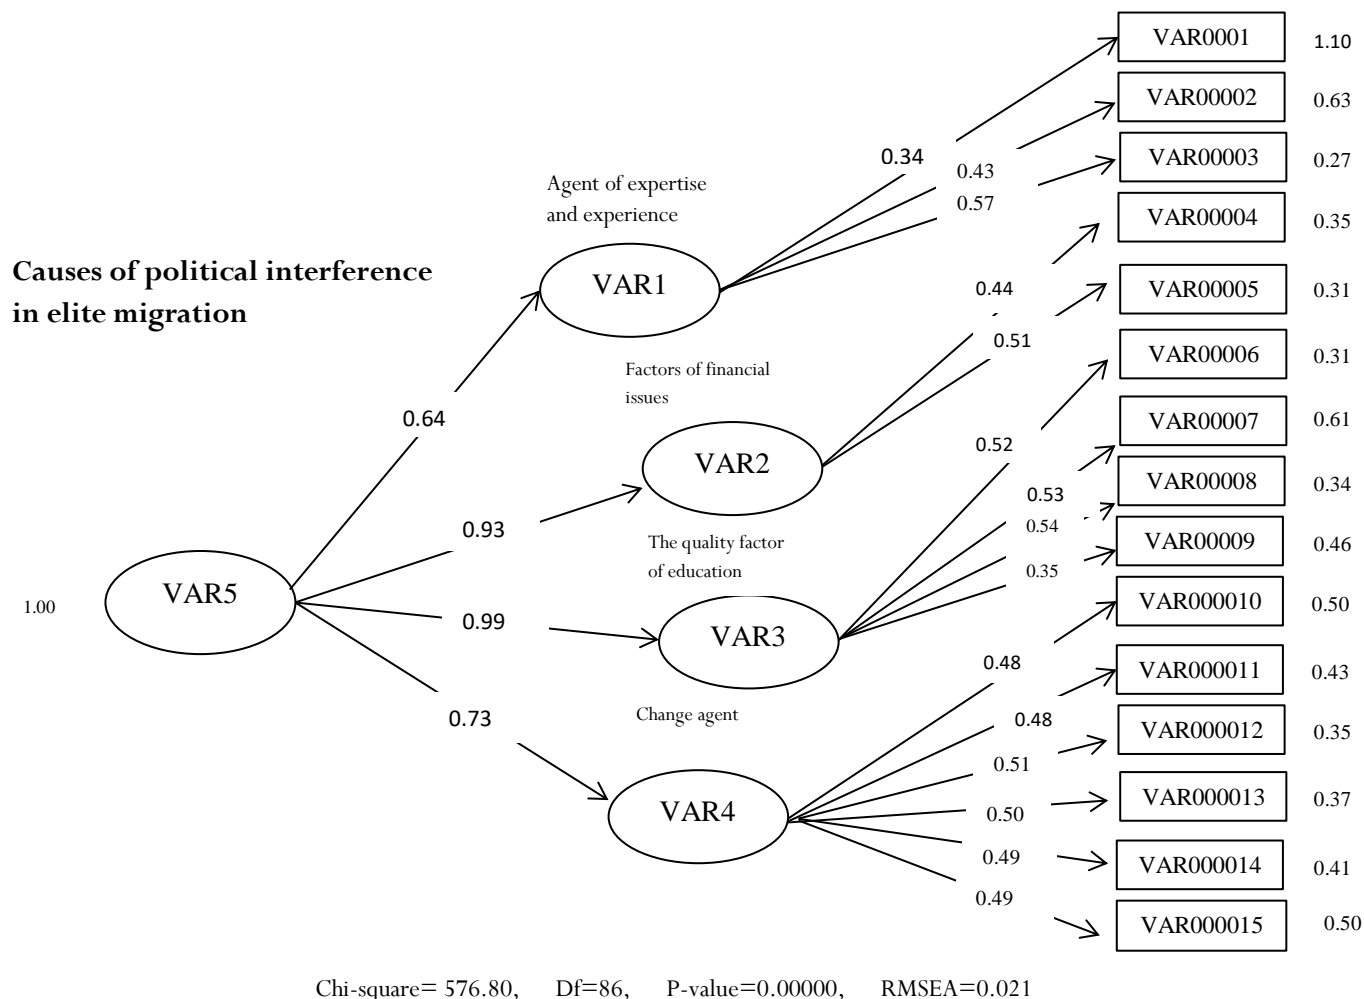 VAR0001 1.10
VAR00002 0.63
0.34
VAR00003 0.27
0.43
Agent of expertise
and experience
0.57
VAR00004 0.35
Causes of political interference
in elite migration
VAR1
0.44
VAR00005 0.31
0.51
VAR00006 0.31
Factors of financial
issues
0.64
VAR00007 0.61
0.52
VAR2
VAR00008 0.34
0.53
0.93
0.54
The quality factor
of education
VAR00009 0.46
0.35
VAR5
1.00
VAR000010 0.50
0.99
VAR3
0.48
VAR000011 0.43
0.73
Change agent
0.48
VAR000012 0.35
0.51
VAR000013 0.37
VAR4
0.50
0.49
VAR000014 0.41
0.49
VAR000015 0.50
Chi-square= 576.80, Df=86, P-value=0.00000, RMSEA=0.021